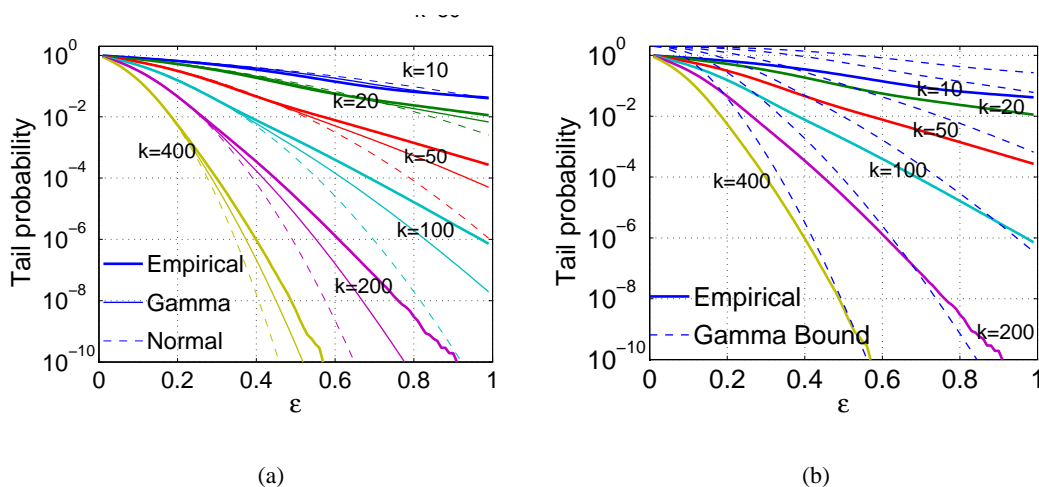 10^0
10^-2
10^-4
10^-6
10^-8
10^-10
Tail probability
0 0.2 0.4 0.6 0.8 1
ε
k=10
k=20
k=50
k=400
k=100
k=200
Empirical
Gamma
Normal
(a)
10^0
10^-2
10^-4
10^-6
10^-8
10^-10
Tail probability
0 0.2 0.4 0.6 0.8 1
ε
k=10
k=20
k=50
k=100
k=400
k=200
Empirical
Gamma Bound
(b)